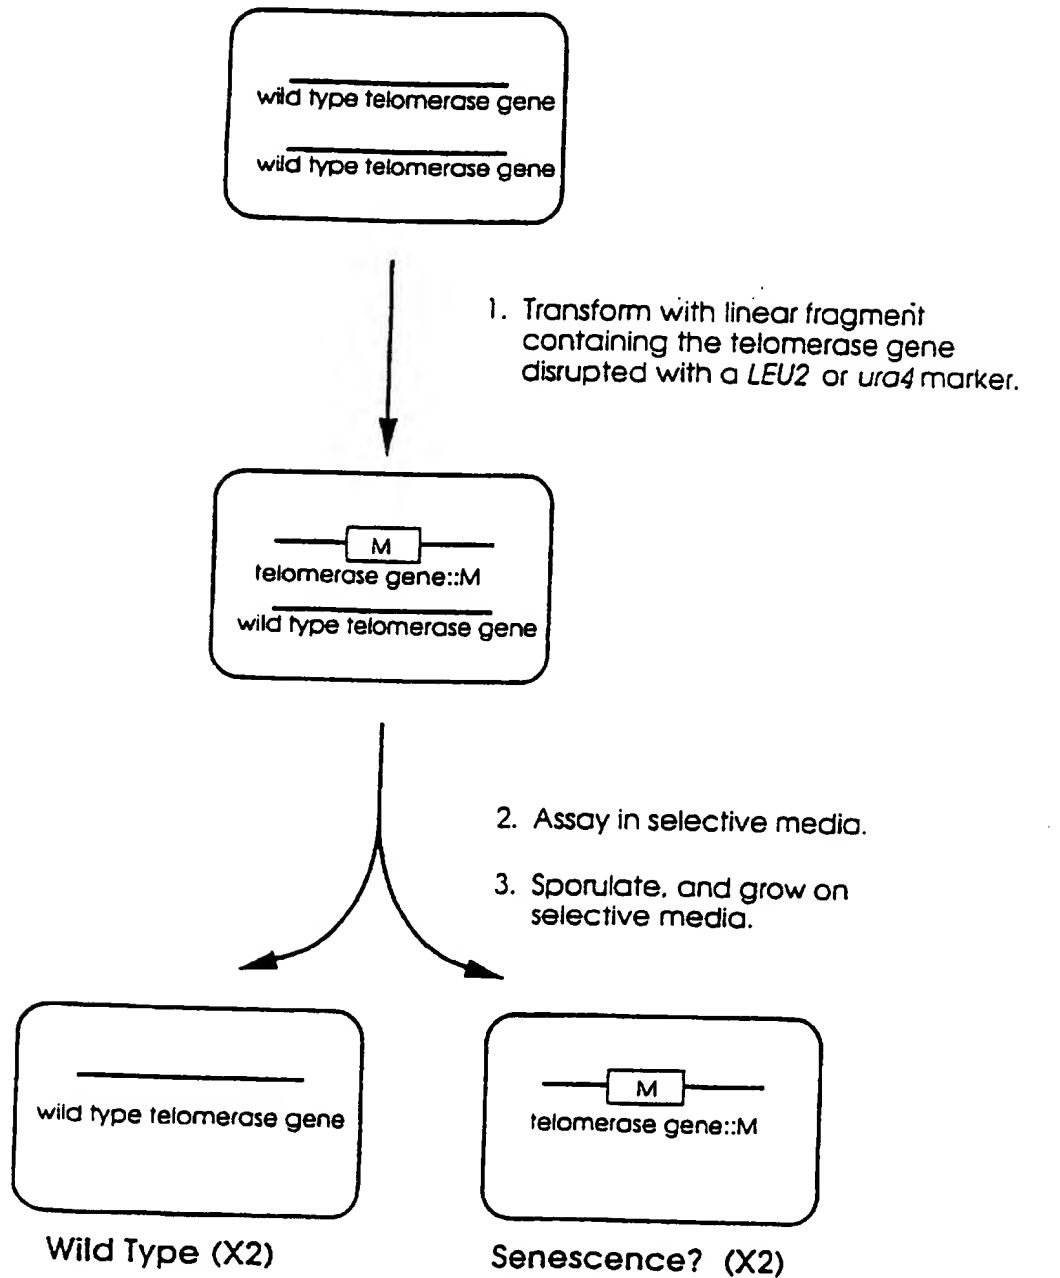 wild type telomerase gene
wild type telomerase gene
1. Transform with linear fragment
containing the telomerase gene
disrupted with a LEU2 or ura4 marker.
M
telomerase gene::M
wild type telomerase gene
2. Assay in selective media.
3. Sporulate, and grow on
selective media.
wild type telomerase gene
Wild Type (X2)
M
telomerase gene::M
Senescence? (X2)